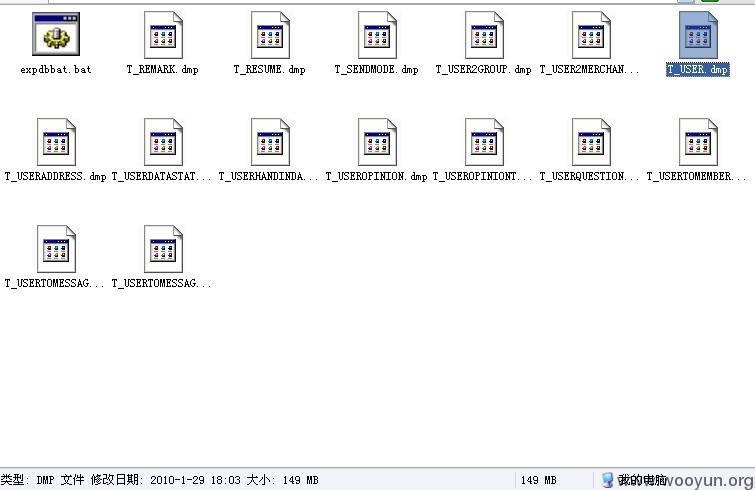 expdbbat.bat T_REMARK.dmp T_RESUME.dmp T_SENDMODE.dmp T_USER2GROUP.dmp T_USER2MERCHAN... T_USER.dmp
T_USERADDRESS.dmp T_USERDATASTAT... T_USERHANDINDA... T_USEROPINION.dmp T_USEROPINIONT... T_USERQUESTION... T_USERTOMEMBER...
T_USERTOMESSAG... T_USERTOMESSAG...
类型: DMP 文件 修改日期: 2010-1-29 18:03 大小: 149 MB 149 MB 我的电脑
www.wooyun.org